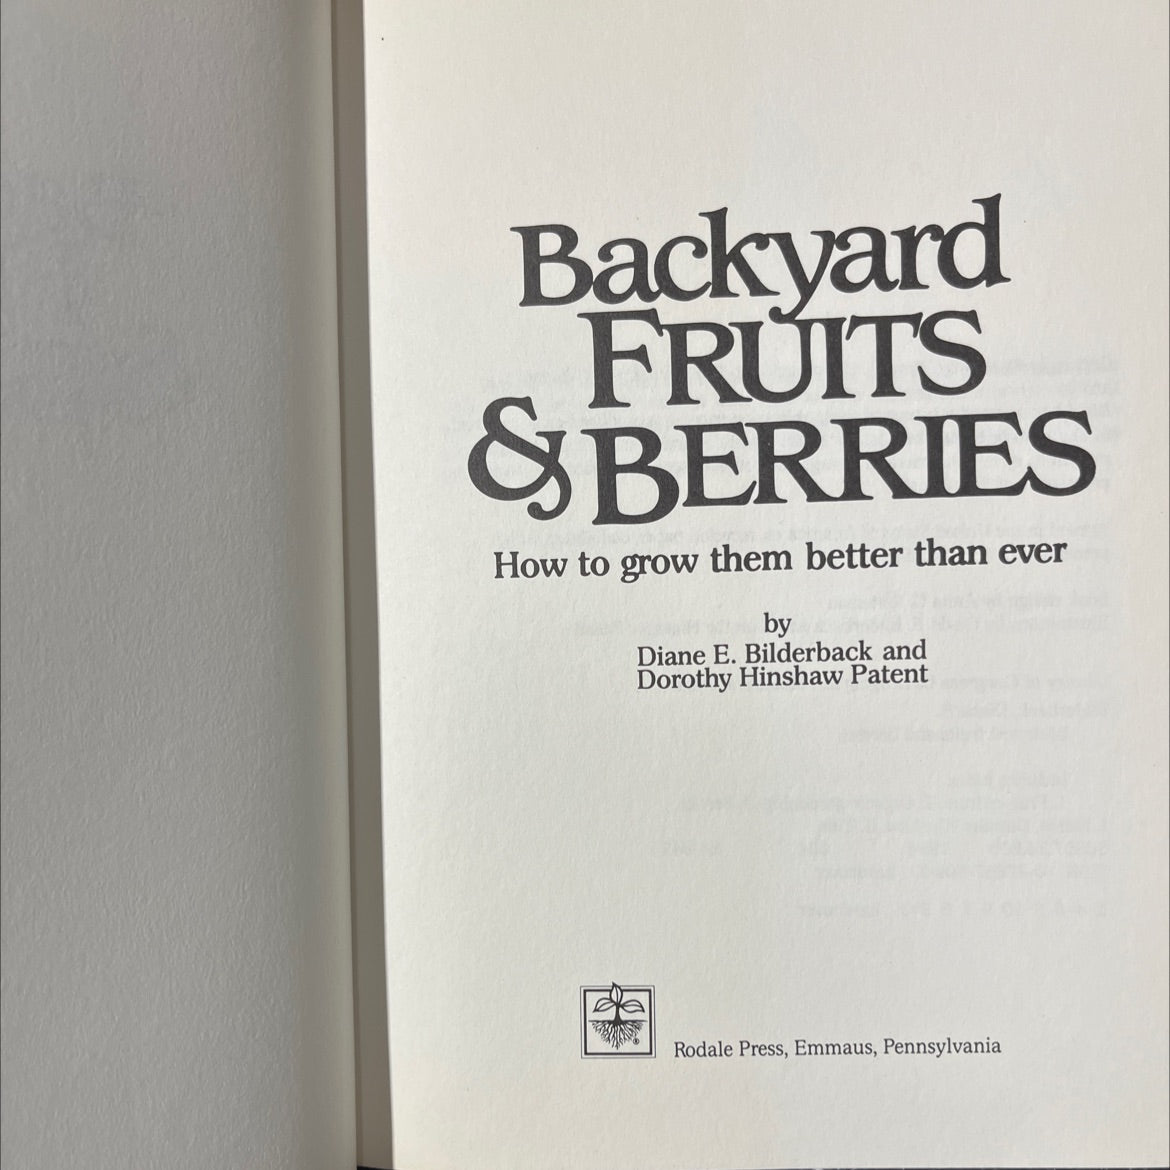 Backyard
FRUITS
& BERRIES
How to grow them better than ever
by
Diane E. Bilderback and
Dorothy Hinshaw Patent
®
Rodale Press, Emmaus, Pennsylvania